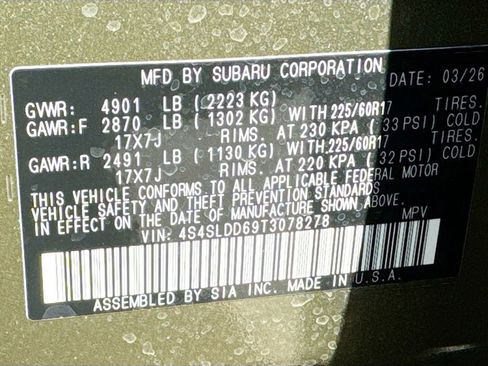 MFD BY SUBARU CORPORATION DATE: 03/26
GVWR: 4901 LB (2223 KG)
GAWR:F 2870 LB (1302 KG) WITH 225/60R17 TIRES.
17X7J RIMS. AT 230 KPA (33 PSI) COLD
GAWR:R 2491 LB (1130 KG) WITH 225/60R17 TIRES.
17X7J RIMS. AT 220 KPA (32 PSI) COLD
THIS VEHICLE CONFORMS TO ALL APPLICABLE FEDERAL MOTOR
VEHICLE SAFETY AND THEFT PREVENTION STANDARDS
IN EFFECT ON THE DATE OF MANUFACTURE SHOWN ABOVE.
VIN: 4S4SLDD69T3078278 MPV
ASSEMBLED BY SIA INC. MADE IN U.S.A.